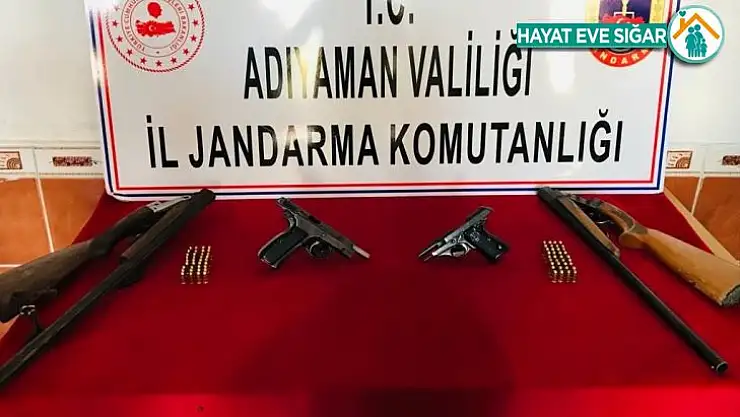 T.C.
ADIYAMAN VALİLİĞİ
İL JANDARMA KOMUTANLIĞI
HAYAT EVE SIĞAR